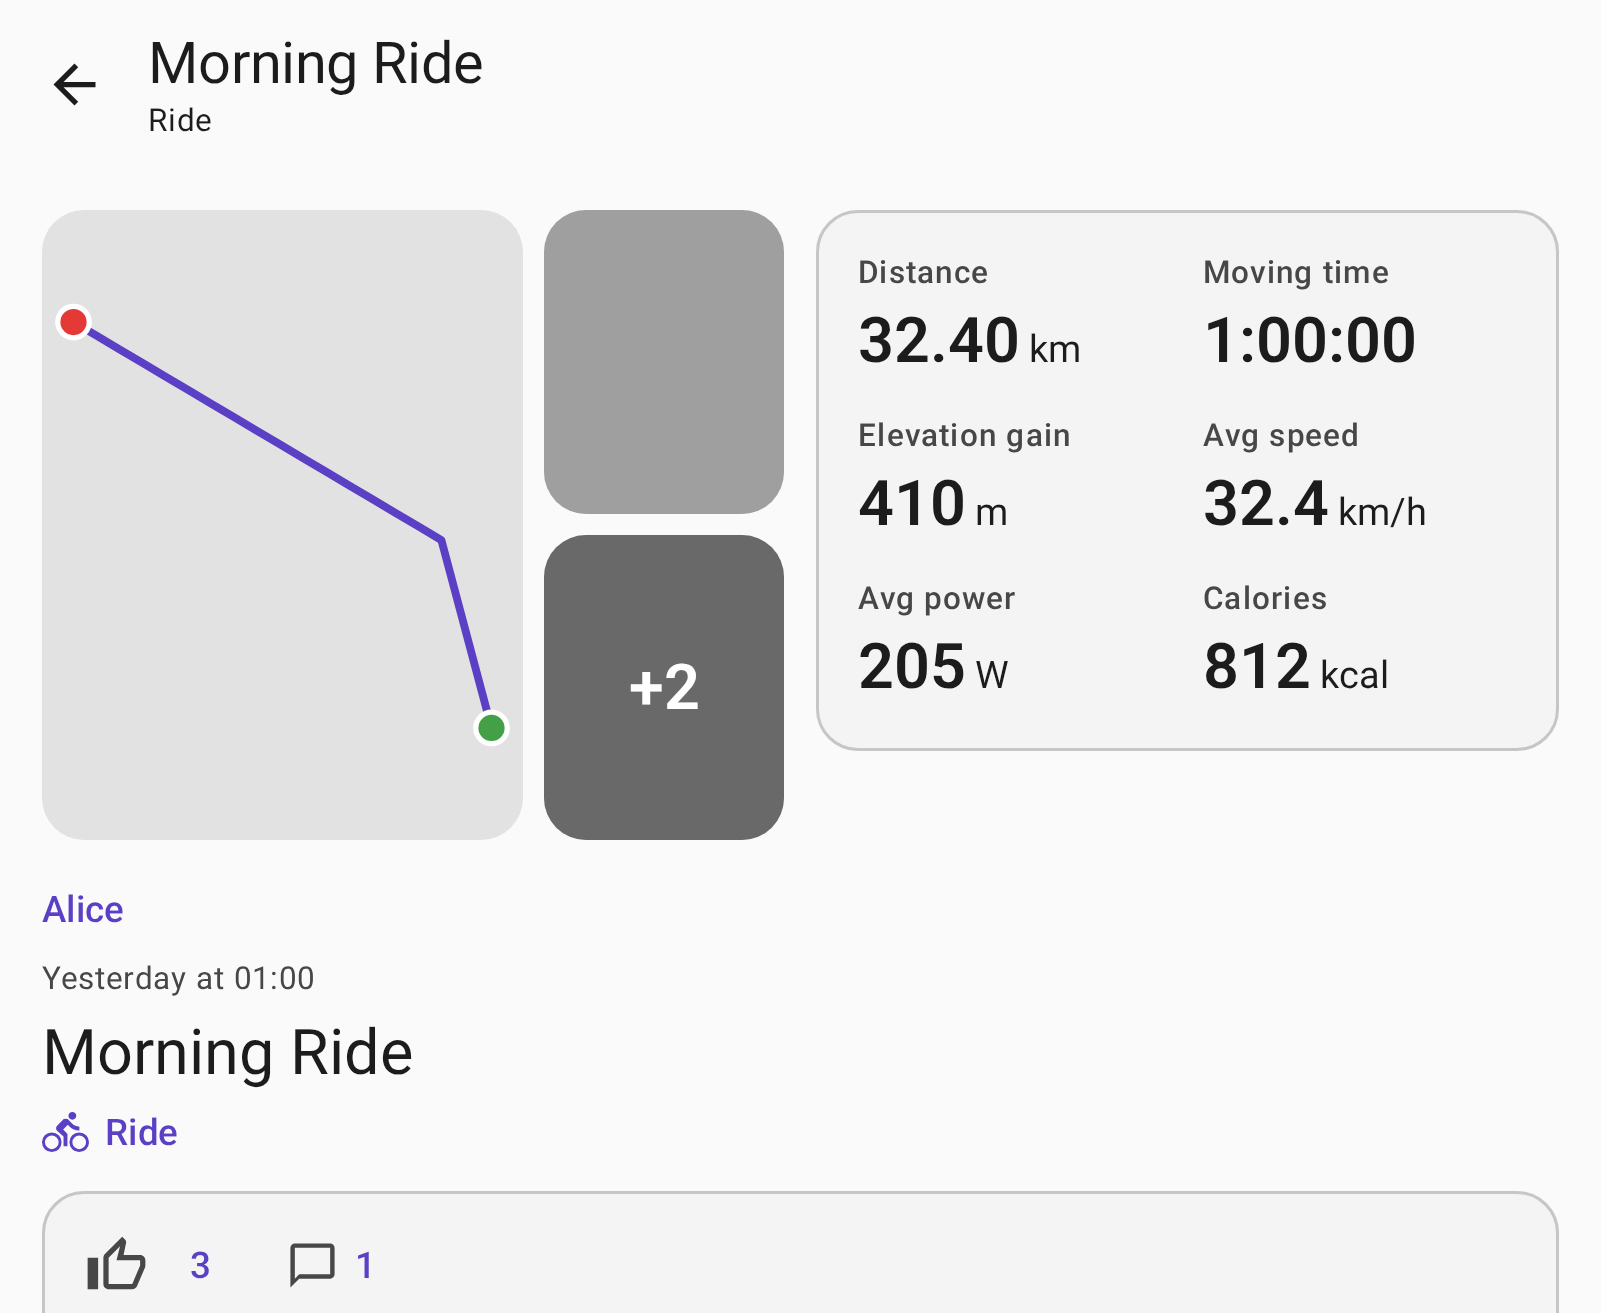 Morning Ride
Ride
+2
Distance
32.40 km
Moving time
1:00:00
Elevation gain
410 m
Avg speed
32.4 km/h
Avg power
205 W
Calories
812 kcal
Alice
Yesterday at 01:00
Morning Ride
Ride
3
1